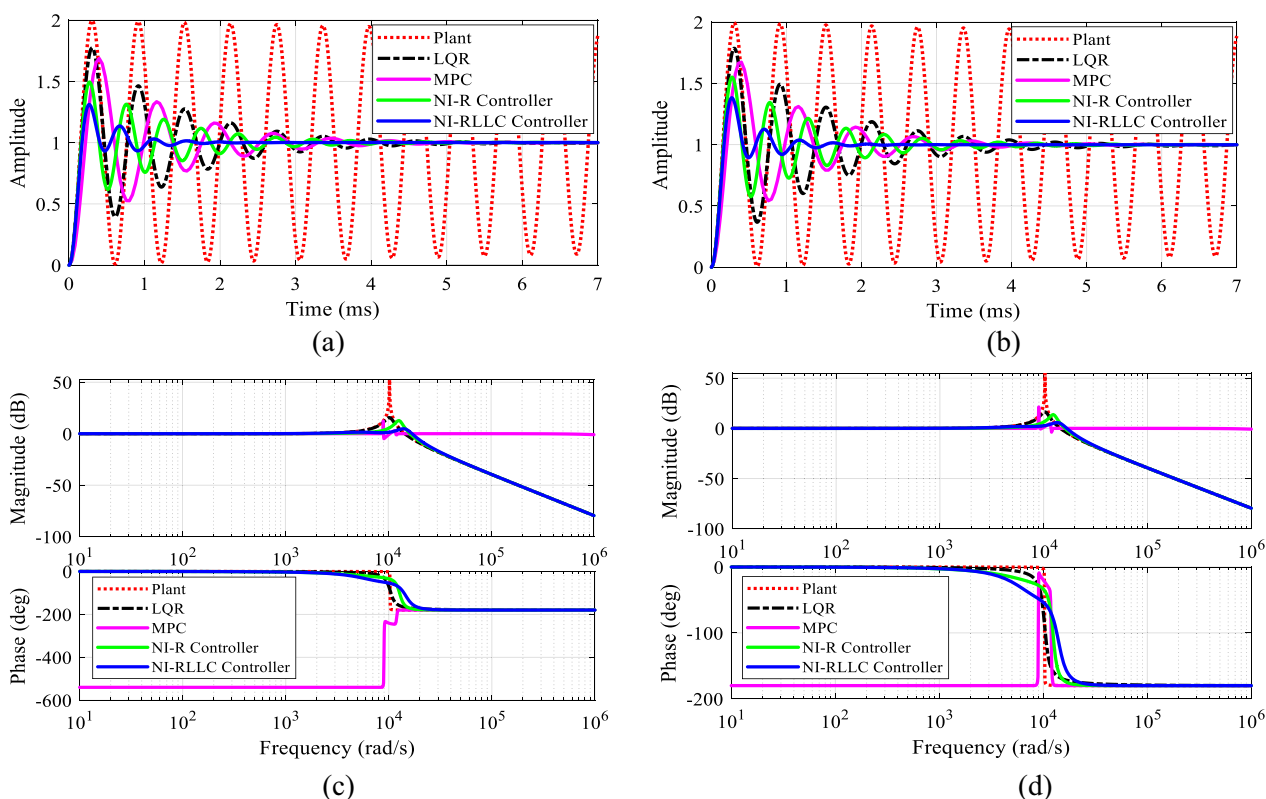 2
1.5
1
0.5
0
Amplitude
Plant
LQR
MPC
NI-R Controller
NI-RLLC Controller
0 1 2 3 4 5 6 7
Time (ms)
(a)
2
1.5
1
0.5
0
Amplitude
Plant
LQR
MPC
NI-R Controller
NI-RLLC Controller
0 1 2 3 4 5 6 7
Time (ms)
(b)
50
0
-50
-100
Magnitude (dB)
10^1 10^2 10^3 10^4 10^5 10^6
0
-200
-400
-600
Phase (deg)
Plant
LQR
MPC
NI-R Controller
NI-RLLC Controller
10^1 10^2 10^3 10^4 10^5 10^6
Frequency (rad/s)
(c)
50
0
-50
-100
Magnitude (dB)
10^1 10^2 10^3 10^4 10^5 10^6
0
-100
-200
Phase (deg)
Plant
LQR
MPC
NI-R Controller
NI-RLLC Controller
10^1 10^2 10^3 10^4 10^5 10^6
Frequency (rad/s)
(d)